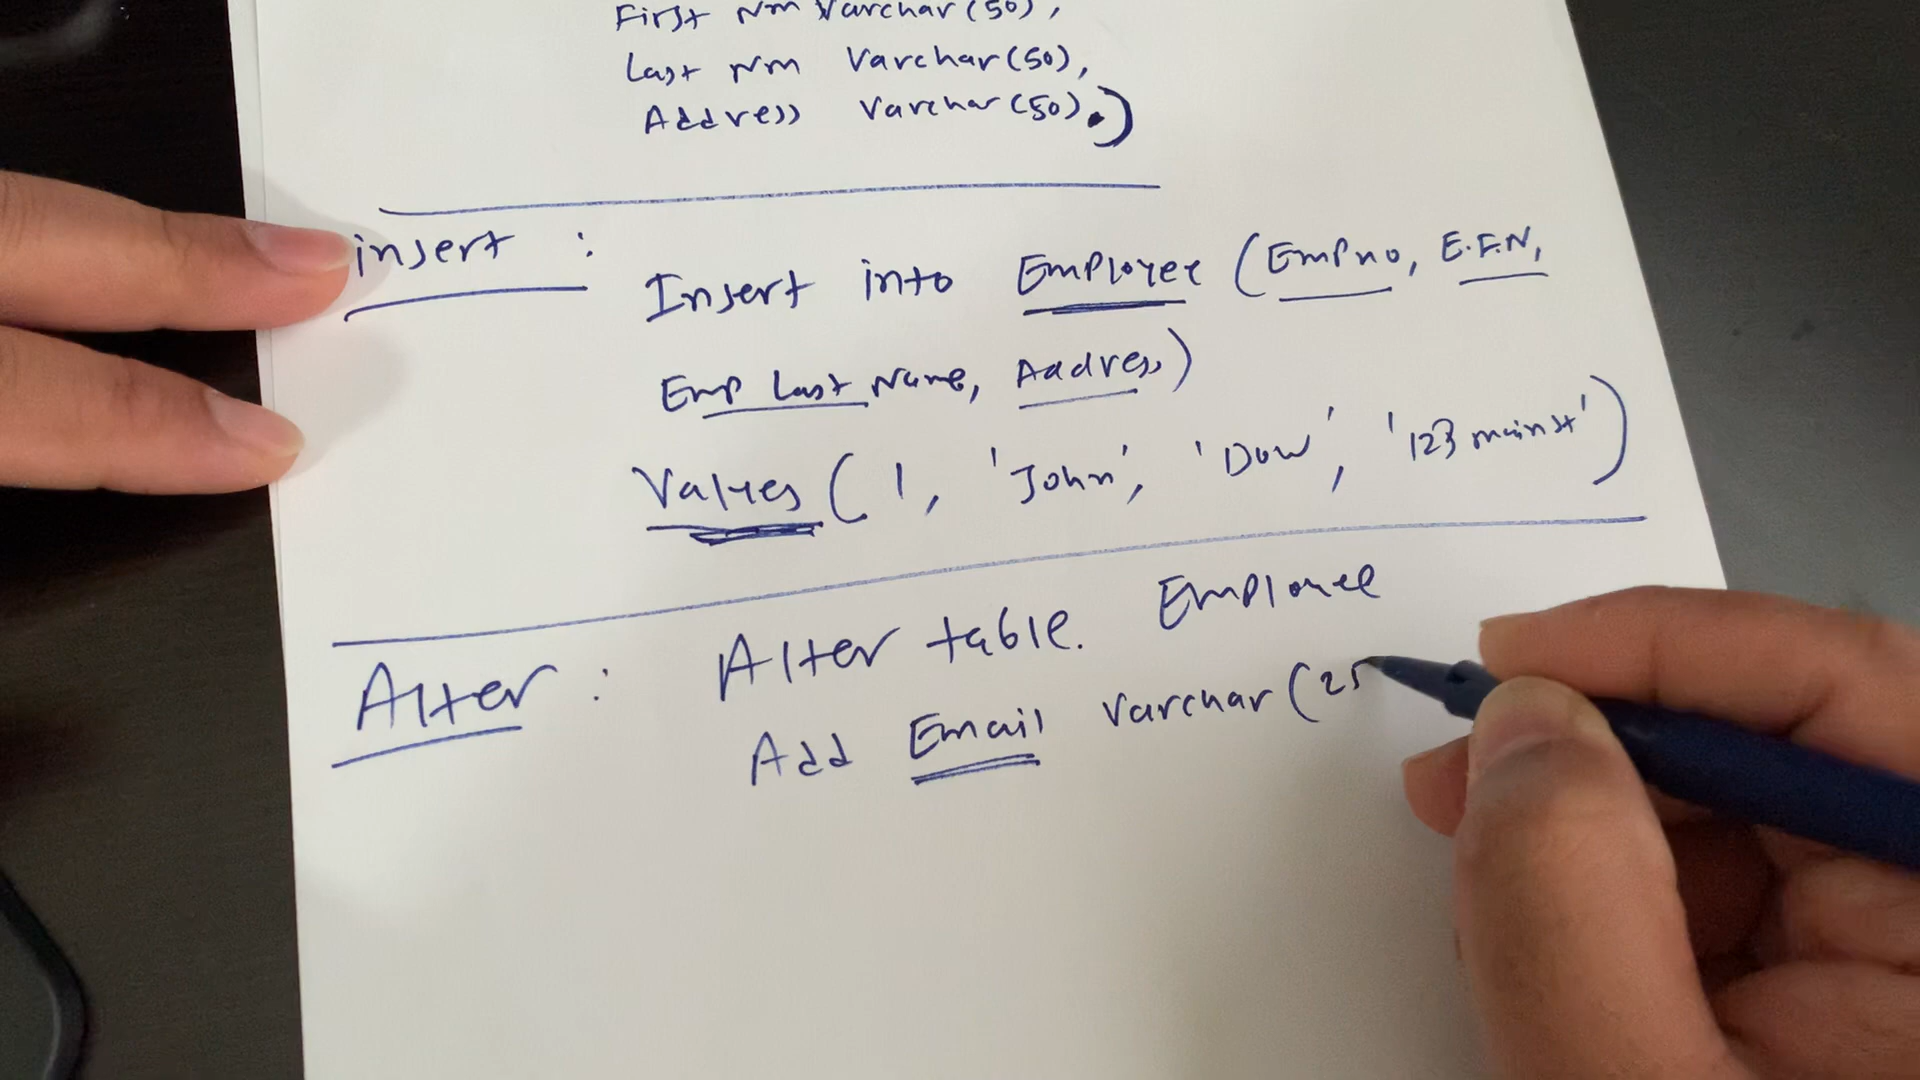 First Nm Varchar(50),
Last Nm Varchar(50),
Address Varchar(50).)
insert : Insert into Employee (Empno, E.F.N,
Emp Last Name, Address)
Values (1, 'John', 'Dow', '123 main st')
Alter : Alter table. Employee
Add Email Varchar(25